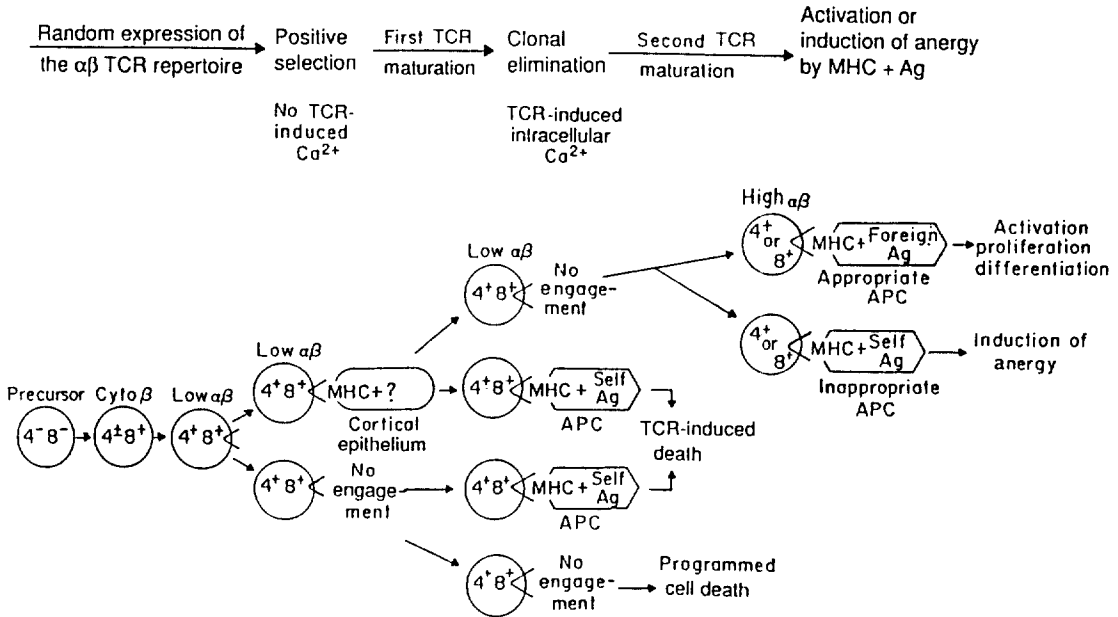 Random expression of
the αβ TCR repertoire
Positive
selection
First TCR
maturation
Clonal
elimination
Second TCR
maturation
Activation or
induction of anergy
by MHC + Ag
No TCR-
induced
Ca²⁺
TCR-induced
intracellular
Ca²⁺
High αβ
4⁺
or
8⁺
MHC+
Foreign
Ag
Appropriate
APC
Activation
proliferation
differentiation
Low αβ
4⁺8⁺
No
engage-
ment
4⁺
or
8⁺
MHC+
Self
Ag
Inappropriate
APC
Induction of
anergy
Precursor
4⁻8⁻
Cyto β
4±8⁺
Low αβ
4⁺8⁺
Low αβ
4⁺8⁺
MHC+?
Cortical
epithelium
4⁺8⁺
MHC +
Self
Ag
APC
TCR-induced
death
4⁺8⁺
No
engage-
ment
4⁺8⁺
MHC +
Self
Ag
APC
4⁺8⁺
No
engage-
ment
Programmed
cell death